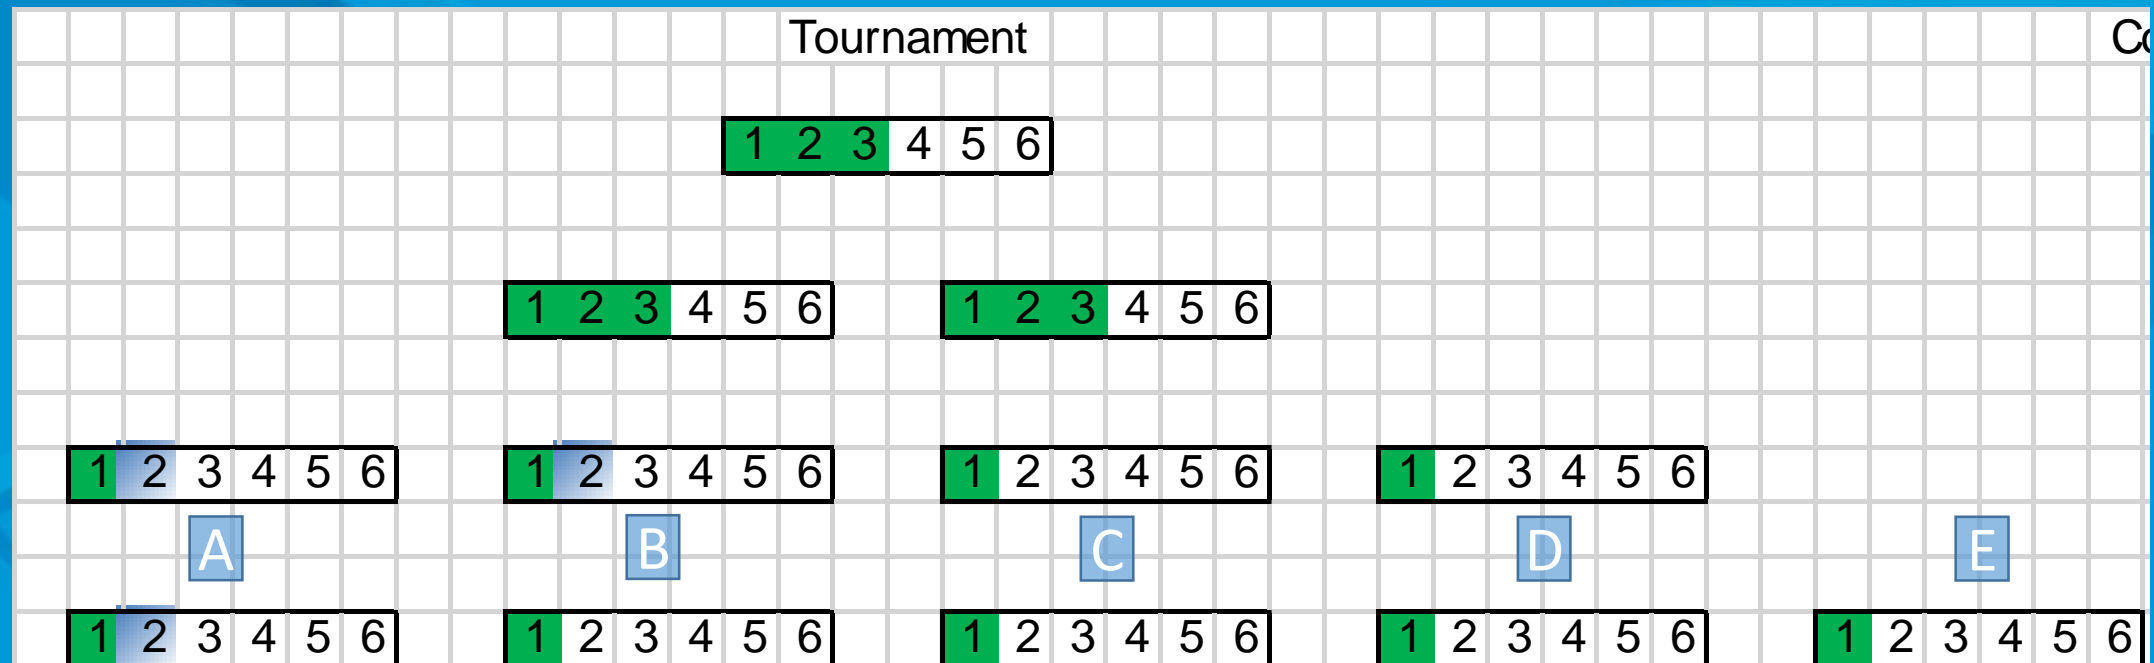 Tournament
1 2 3 4 5 6
1 2 3 4 5 6 1 2 3 4 5 6
1 2 3 4 5 6 1 2 3 4 5 6 1 2 3 4 5 6 1 2 3 4 5 6
A B C D E
1 2 3 4 5 6 1 2 3 4 5 6 1 2 3 4 5 6 1 2 3 4 5 6 1 2 3 4 5 6